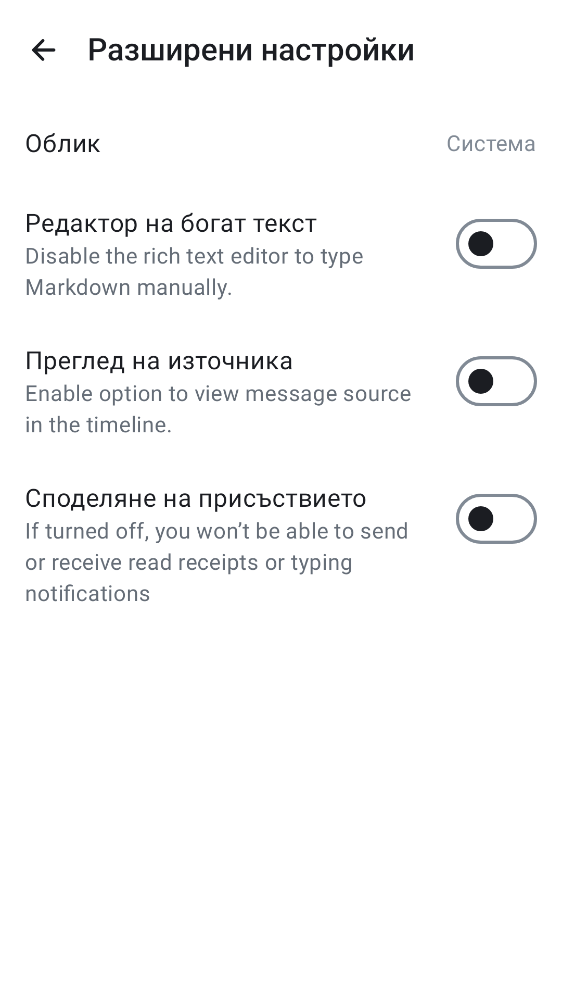 Разширени настройки
Облик
Система
Редактор на богат текст
Disable the rich text editor to type
Markdown manually.
Преглед на източника
Enable option to view message source
in the timeline.
Споделяне на присъствието
If turned off, you won’t be able to send
or receive read receipts or typing
notifications